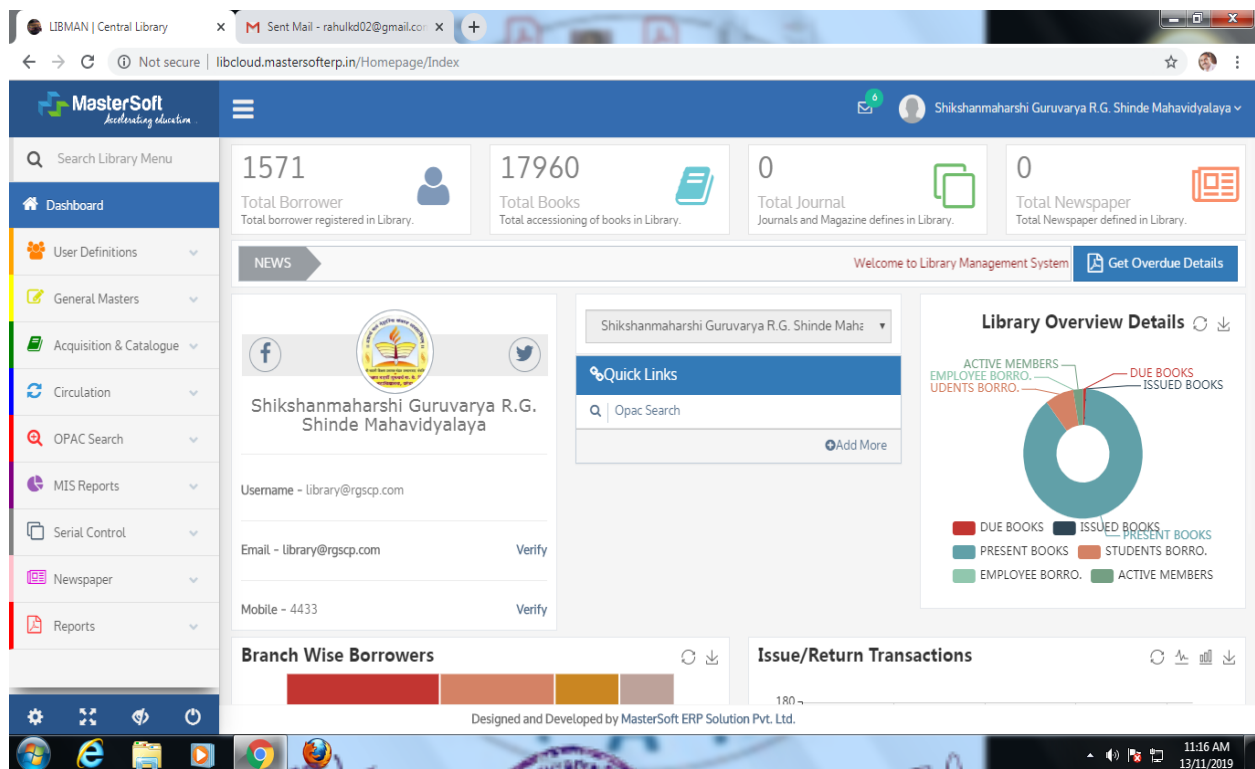 LIBMAN | Central Library
Sent Mail - rahulkd02@gmail.con
Not secure | libcloud.mastersofterp.in/Homepage/Index
MasterSoft
Accelerating education
6
Shikshanmaharshi Guruvarya R.G. Shinde Mahavidyalaya
Search Library Menu
Dashboard
User Definitions
General Masters
Acquisition & Catalogue
Circulation
OPAC Search
MIS Reports
Serial Control
Newspaper
Reports
1571
Total Borrower
Total borrower registered in Library.
17960
Total Books
Total accessioning of books in Library.
0
Total Journal
Journals and Magazine defines in Library.
0
Total Newspaper
Total Newspaper defined in Library.
NEWS
Welcome to Library Management System
Get Overdue Details
Shikshanmaharshi Guruvarya R.G.
Shinde Mahavidyalaya
Username - library@rgscp.com
Email - library@rgscp.com Verify
Mobile - 4433 Verify
Shikshanmaharshi Guruvarya R.G. Shinde Maha
Quick Links
Opac Search
Add More
Library Overview Details
ACTIVE MEMBERS
EMPLOYEE BORRO.
UDENTS BORRO.
DUE BOOKS
ISSUED BOOKS
PRESENT BOOKS
DUE BOOKS ISSUED BOOKS
PRESENT BOOKS STUDENTS BORRO.
EMPLOYEE BORRO. ACTIVE MEMBERS
Branch Wise Borrowers
Issue/Return Transactions
180
Designed and Developed by MasterSoft ERP Solution Pvt. Ltd.
11:16 AM
13/11/2019